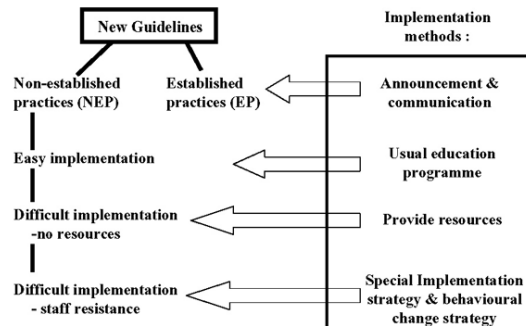 New Guidelines
Implementation
methods :
Non-established
practices (NEP)
Established
practices (EP)
Announcement &
communication
Easy implementation
Usual education
programme
Difficult implementation
-no resources
Provide resources
Difficult implementation
- staff resistance
Special Implementation
strategy & behavioural
change strategy